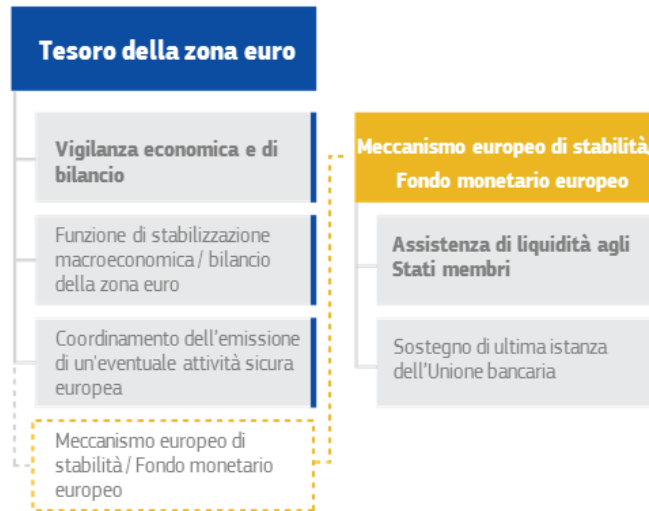 Tesoro della zona euro
Vigilanza economica e di
bilancio
Funzione di stabilizzazione
macroeconomica / bilancio
della zona euro
Coordinamento dell'emissione
di un'eventuale attività sicura
europea
Meccanismo europeo di
stabilità / Fondo monetario
europeo
Meccanismo europeo di stabilità/
Fondo monetario europeo
Assistenza di liquidità agli
Stati membri
Sostegno di ultima istanza
dell'Unione bancaria